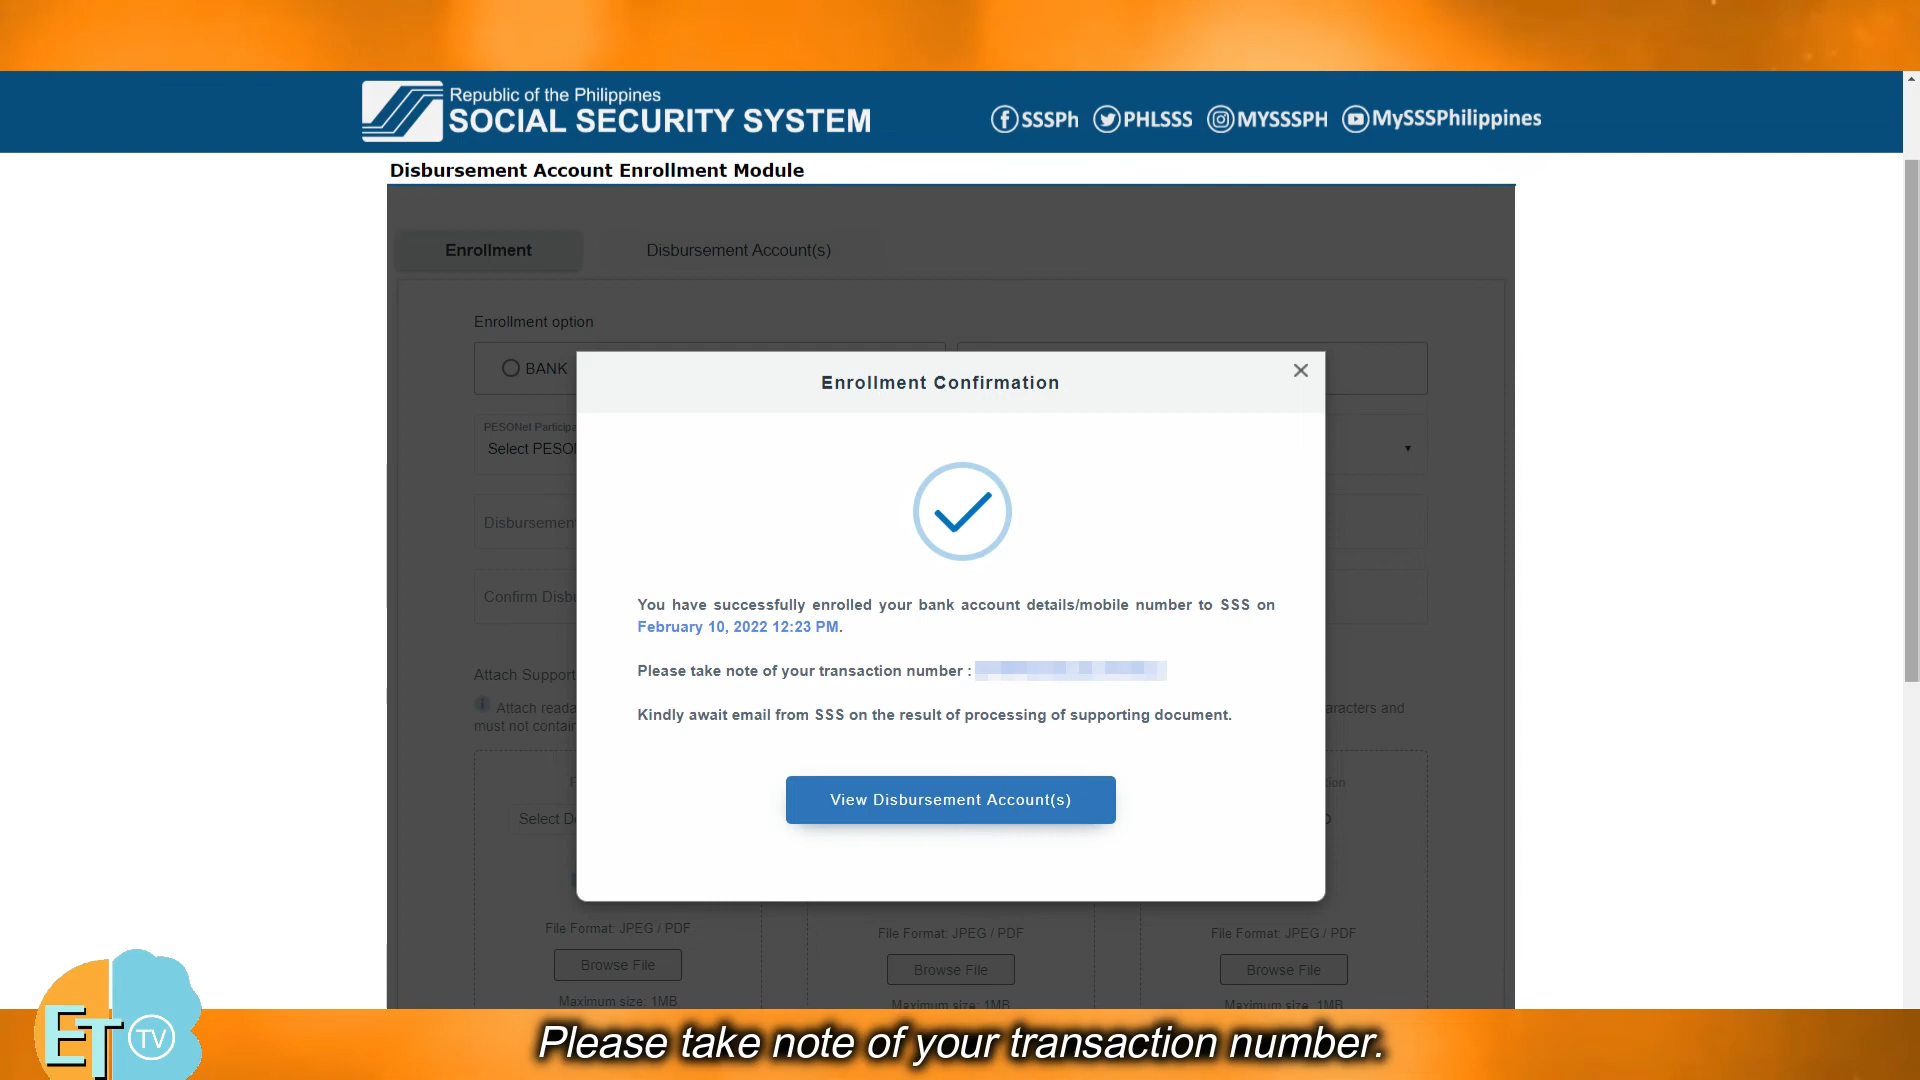 Republic of the Philippines
SOCIAL SECURITY SYSTEM
SSSPh PHLSSS MYSSSPH MySSSPhilippines
Disbursement Account Enrollment Module
Enrollment Disbursement Account(s)
Enrollment option
BANK
Enrollment Confirmation
PESONet Participa
Select PESO
Disbursemen
Confirm Disb
You have successfully enrolled your bank account details/mobile number to SSS on
February 10, 2022 12:23 PM.
Please take note of your transaction number :
Kindly await email from SSS on the result of processing of supporting document.
Attach Support
Attach reada aracters and
must not contain
Select D
View Disbursement Account(s)
File Format: JPEG / PDF File Format: JPEG / PDF File Format: JPEG / PDF
Browse File Browse File Browse File
Maximum size: 1MB Maximum size: 1MB Maximum size: 1MB
ET TV
Please take note of your transaction number.